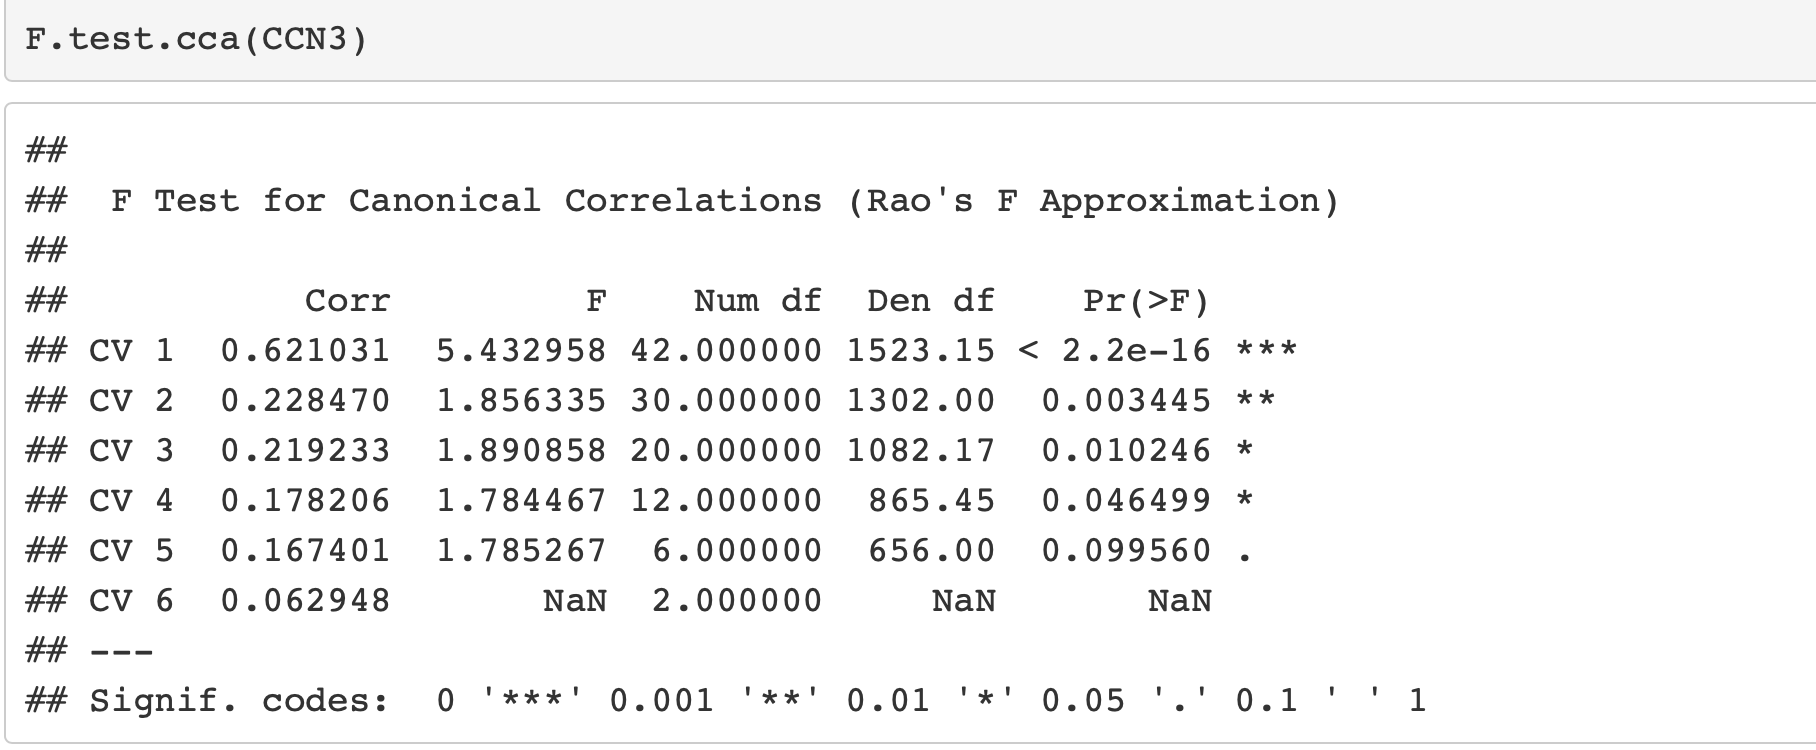 F.test.cca(CCN3)
##
##  F Test for Canonical Correlations (Rao's F Approximation)
##
##           Corr         F    Num df  Den df    Pr(>F)
## CV 1  0.621031  5.432958 42.000000 1523.15 < 2.2e-16 ***
## CV 2  0.228470  1.856335 30.000000 1302.00  0.003445 **
## CV 3  0.219233  1.890858 20.000000 1082.17  0.010246 *
## CV 4  0.178206  1.784467 12.000000  865.45  0.046499 *
## CV 5  0.167401  1.785267  6.000000  656.00  0.099560 .
## CV 6  0.062948       NaN  2.000000     NaN       NaN
## ---
## Signif. codes:  0 '***' 0.001 '**' 0.01 '*' 0.05 '.' 0.1 ' ' 1